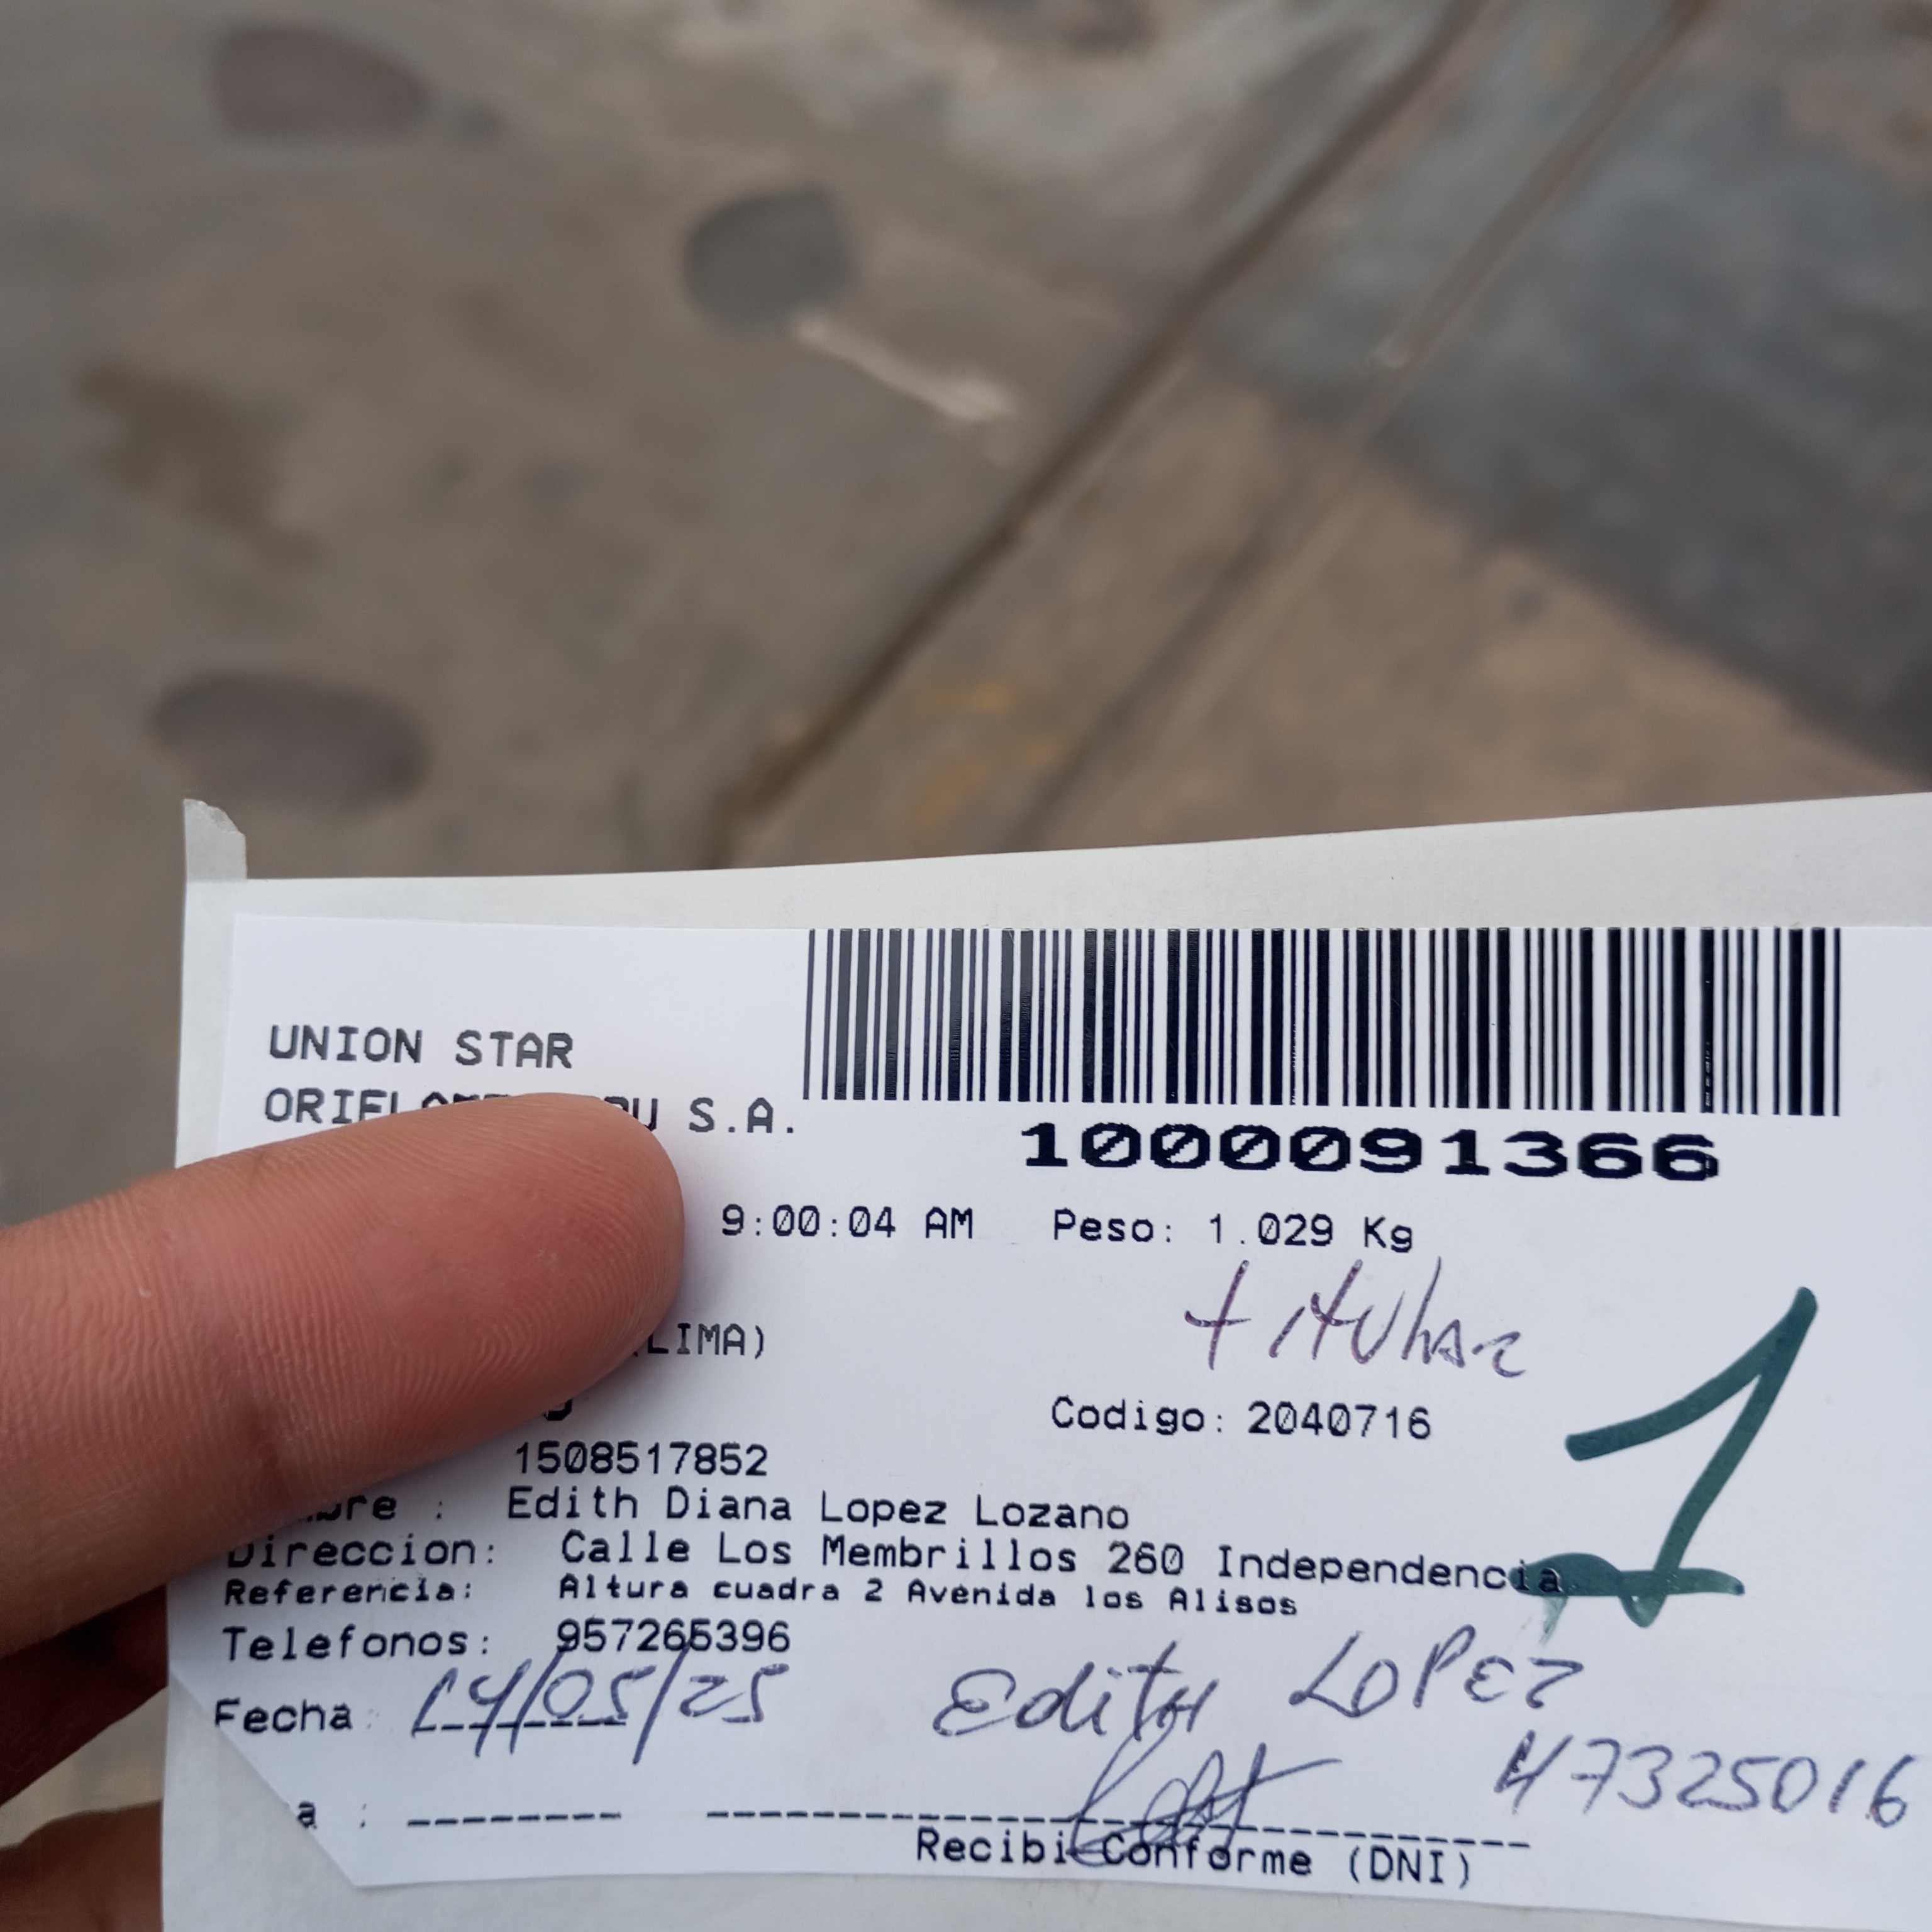 UNION STAR
S.A.
1000091366
9:00:04 AM Peso: 1.029 Kg
(LIMA)
titular
Codigo: 2040716
1
1508517852
: Edith Diana Lopez Lozano
Direccion: Calle Los Membrillos 260 Independencia
Referencia: Altura cuadra 2 Avenida los Alisos
Telefonos: 957265396
Fecha: 14/05/25 Edith LOPEZ
47325016
a :
Recibi Conforme (DNI)